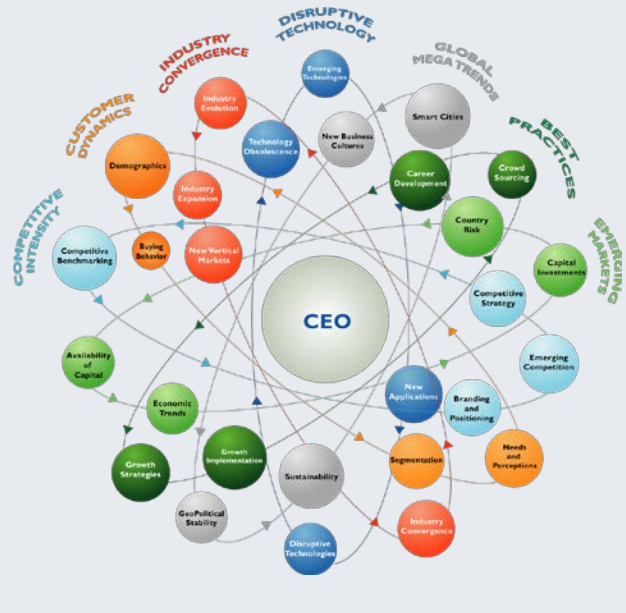 DISRUPTIVE
TECHNOLOGY
INDUSTRY
CONVERGENCE
GLOBAL
MEGA TRENDS
CUSTOMER
DYNAMICS
BEST
PRACTICES
COMPETITIVE
INTENSITY
EMERGING
MARKETS
Emerging
Technologies
Industry
Evolution
Smart Cities
Technology
Obsolescence
New Business
Cultures
Demographics
Career
Development
Crowd
Sourcing
Industry
Expansion
Country
Risk
Competitive
Benchmarking
Buying
Behavior
New Vertical
Markets
Capital
Investments
Competitive
Strategy
CEO
Availability
of
Capital
Emerging
Competition
New
Applications
Economic
Trends
Branding
and
Positioning
Growth
Strategies
Growth
Implementation
Segmentation
Needs
and
Perceptions
Sustainability
GeoPolitical
Stability
Industry
Convergence
Disruptive
Technologies